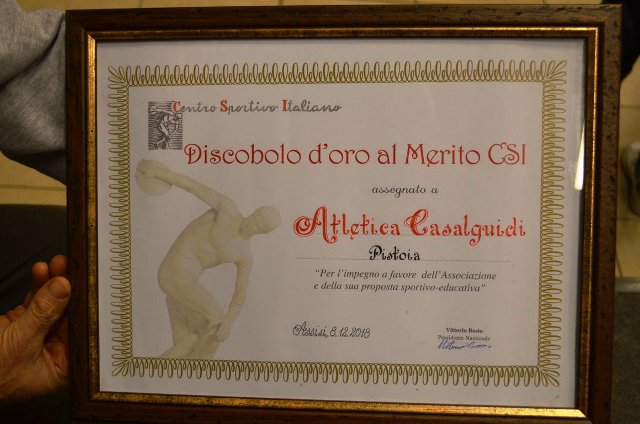 Centro Sportivo Italiano
Discobolo d'oro al Merito CSI
assegnato a
Atletica Casalguidi
Pistoia
"Per l'impegno a favore dell'Associazione
e della sua proposta sportivo-educativa"
Assisi, 8.12.2018
Vittorio Bosio
Presidente Nazionale